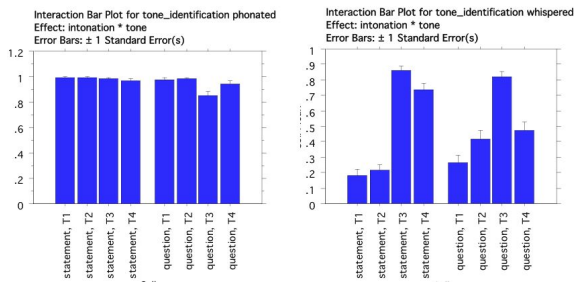 Interaction Bar Plot for tone_identification phonated
Effect: intonation * tone
Error Bars: ± 1 Standard Error(s)
1.2
1
.8
.6
.4
.2
0
statement, T1
statement, T2
statement, T3
statement, T4
question, T1
question, T2
question, T3
question, T4
Interaction Bar Plot for tone_identification whispered
Effect: intonation * tone
Error Bars: ± 1 Standard Error(s)
1
.9
.8
.7
.6
.5
.4
.3
.2
.1
0
statement, T1
statement, T2
statement, T3
statement, T4
question, T1
question, T2
question, T3
question, T4